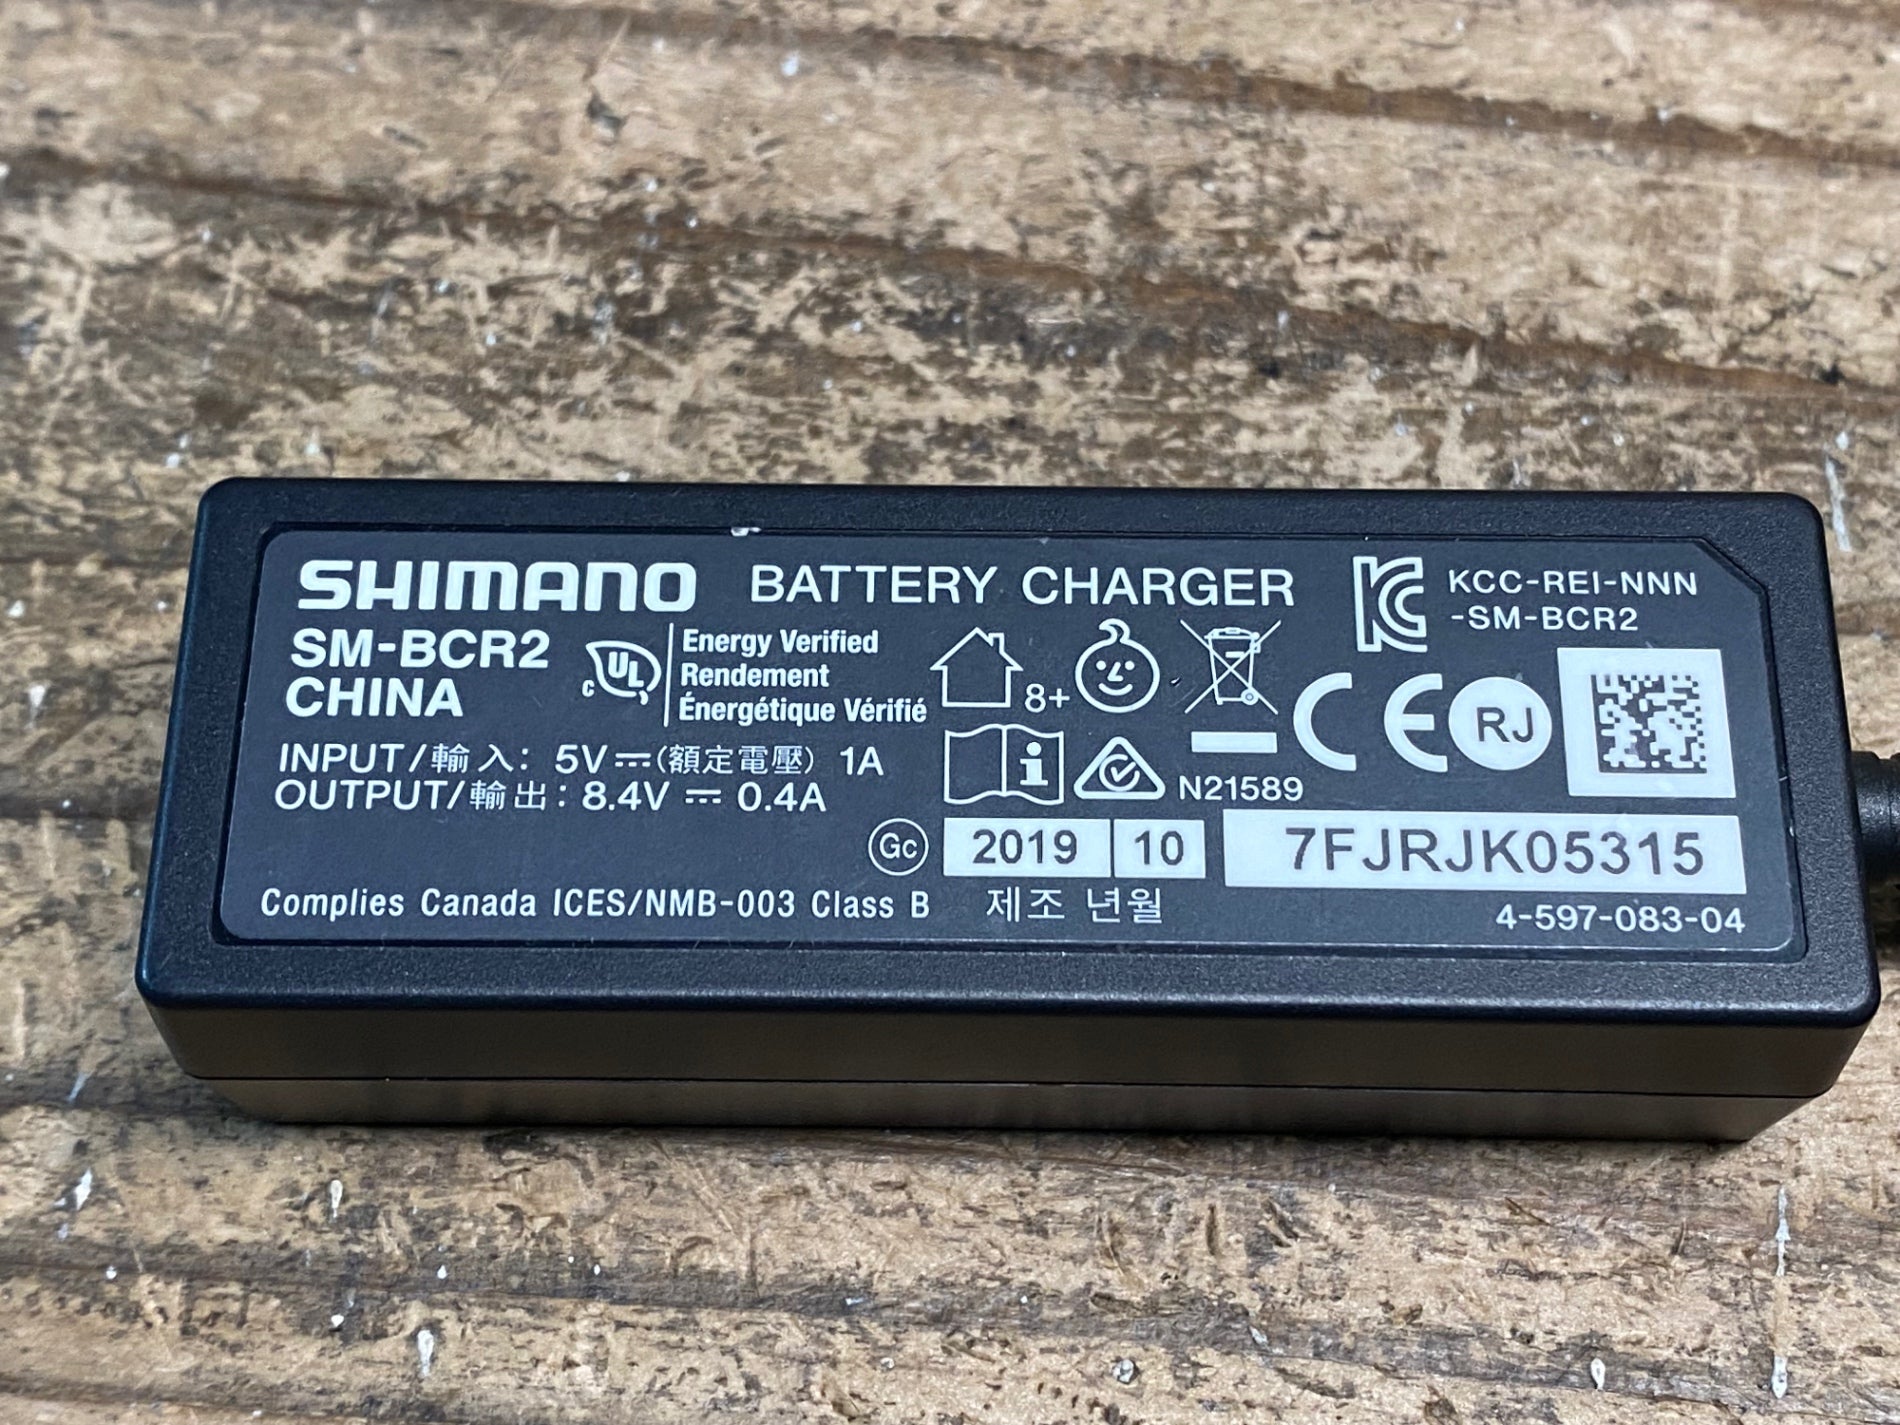 SHIMANO BATTERY CHARGER
SM-BCR2
CHINA
c UL
Energy Verified
Rendement
Énergétique Vérifié
8+
KCC-REI-NNN
-SM-BCR2
CE RJ
INPUT/輸入: 5V (額定電壓) 1A
OUTPUT/輸出: 8.4V 0.4A
N21589
Gc 2019 10 7FJRJK05315
Complies Canada ICES/NMB-003 Class B 제조 년월 4-597-083-04